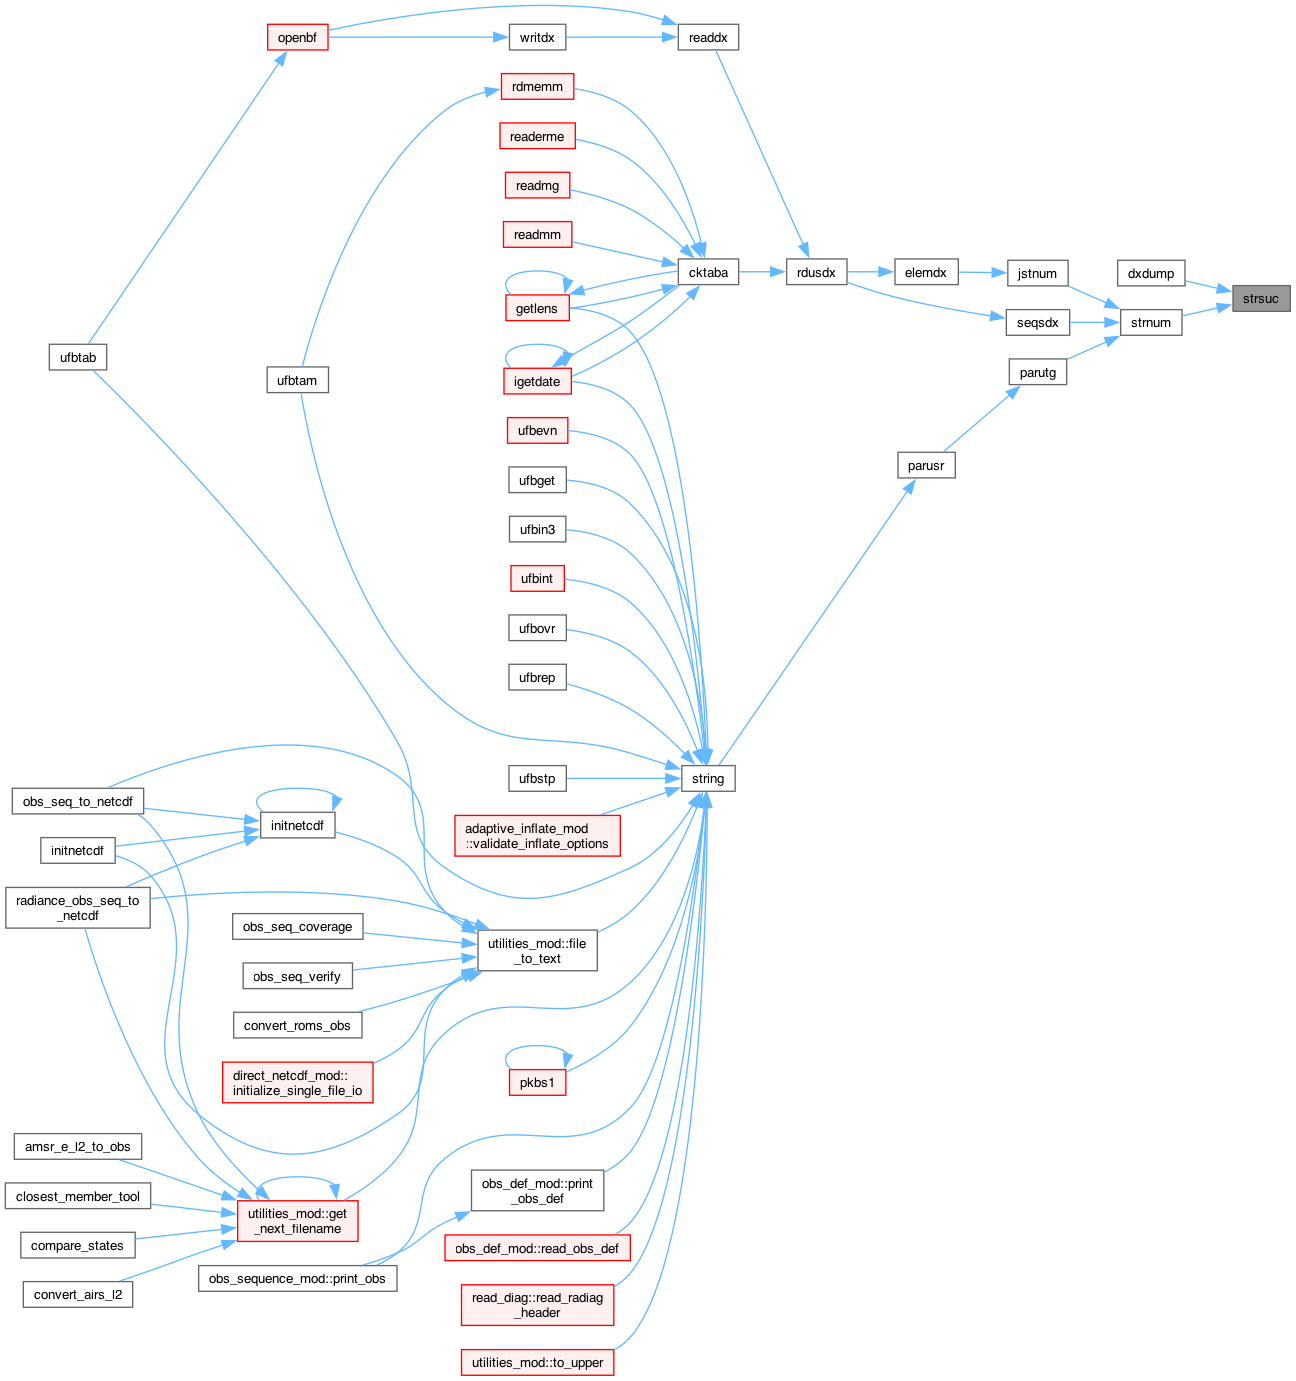 openbf
writdx
readdx
rdmemm
readerme
readmg
readmm
cktaba
rdusdx
elemdx
jstnum
dxdump
strsuc
getlens
seqsdx
strnum
ufbtab
ufbtam
igetdate
parutg
ufbevn
ufbget
parusr
ufbin3
ufbint
ufbovr
ufbrep
ufbstp
string
obs_seq_to_netcdf
initnetcdf
adaptive_inflate_mod
::validate_inflate_options
initnetcdf
radiance_obs_seq_to
_netcdf
obs_seq_coverage
utilities_mod::file
_to_text
obs_seq_verify
convert_roms_obs
direct_netcdf_mod::
initialize_single_file_io
pkbs1
amsr_e_l2_to_obs
closest_member_tool
utilities_mod::get
_next_filename
obs_def_mod::print
_obs_def
compare_states
obs_def_mod::read_obs_def
obs_sequence_mod::print_obs
convert_airs_l2
read_diag::read_radiag
_header
utilities_mod::to_upper